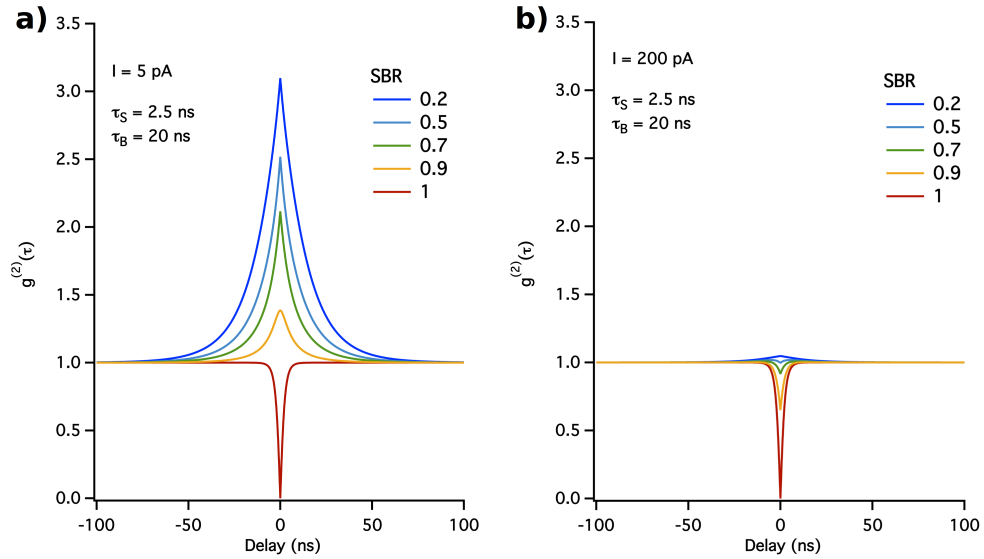 a)
3.5
3.0
2.5
2.0
1.5
1.0
0.5
0.0
g(2)(τ)
I = 5 pA
τS = 2.5 ns
τB = 20 ns
SBR
0.2
0.5
0.7
0.9
1
-100 -50 0 50 100
Delay (ns)
b)
3.5
3.0
2.5
2.0
1.5
1.0
0.5
0.0
g(2)(τ)
I = 200 pA
τS = 2.5 ns
τB = 20 ns
SBR
0.2
0.5
0.7
0.9
1
-100 -50 0 50 100
Delay (ns)